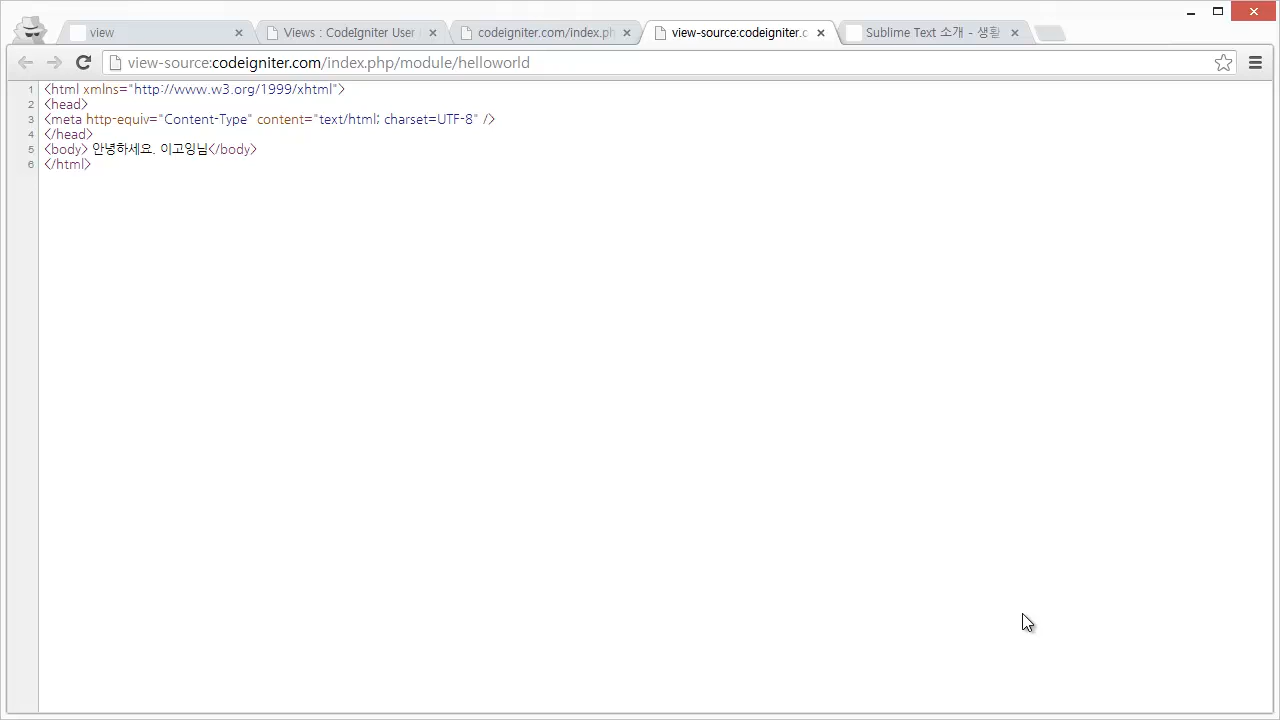 view
Views : CodeIgniter User
codeigniter.com/index.ph
view-source:codeigniter.c
Sublime Text 소개 - 생활
view-source:codeigniter.com/index.php/module/helloworld
1 <html xmlns="http://www.w3.org/1999/xhtml">
2 <head>
3 <meta http-equiv="Content-Type" content="text/html; charset=UTF-8" />
4 </head>
5 <body> 안녕하세요. 이고잉님</body>
6 </html>